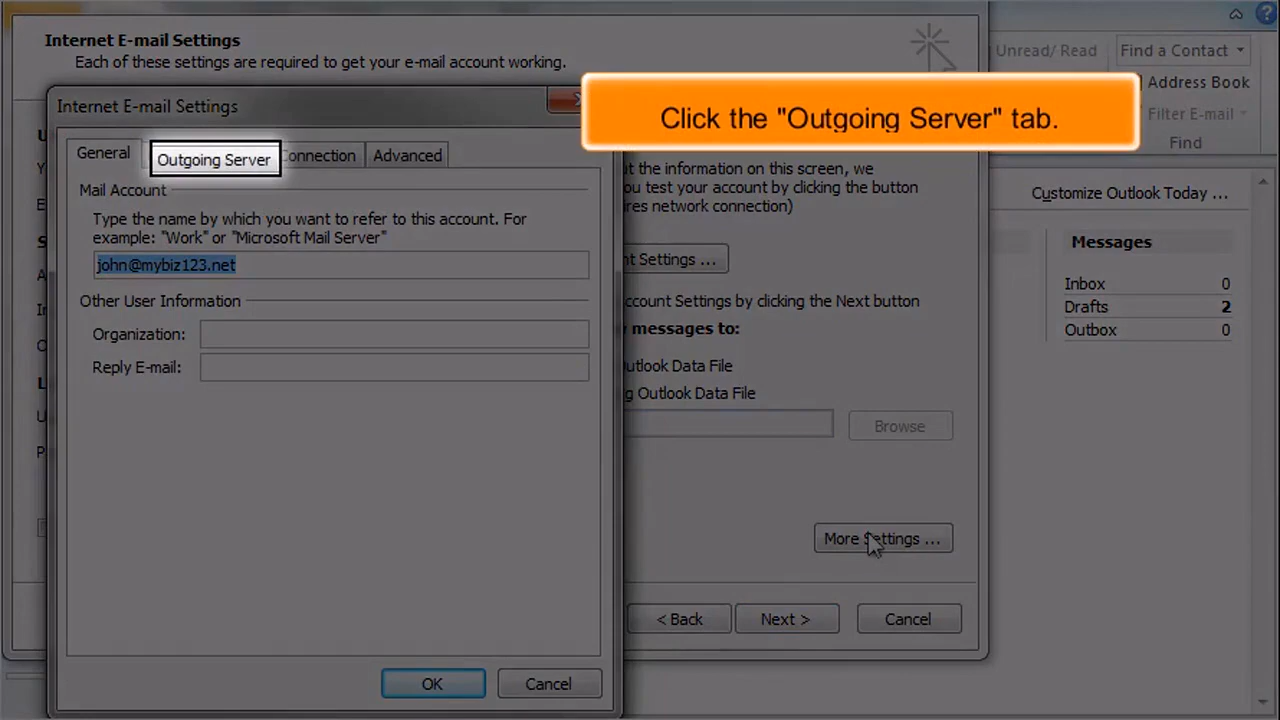 Internet E-mail Settings
Each of these settings are required to get your e-mail account working.
Unread/ Read
Find a Contact
Address Book
Filter E-mail
Find
Click the "Outgoing Server" tab.
Internet E-mail Settings
General
Outgoing Server
Connection
Advanced
Mail Account
Type the name by which you want to refer to this account. For
example: "Work" or "Microsoft Mail Server"
john@mybiz123.net
Other User Information
Organization:
Reply E-mail:
OK
Cancel
the information on this screen, we
you test your account by clicking the button
network connection)
Settings ...
Account Settings by clicking the Next button
messages to:
Outlook Data File
Outlook Data File
Browse
More Settings ...
< Back
Next >
Cancel
Customize Outlook Today ...
Messages
Inbox 0
Drafts 2
Outbox 0